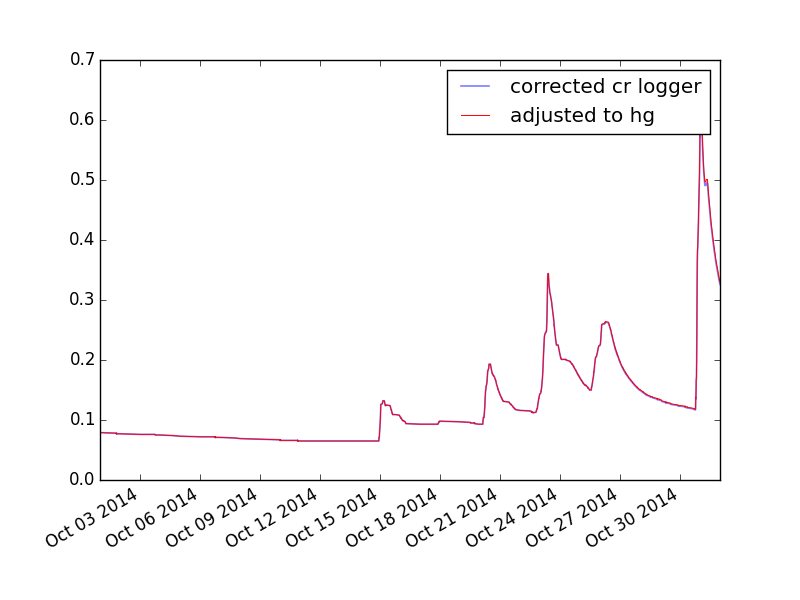 0.7
0.6
0.5
0.4
0.3
0.2
0.1
0.0
corrected cr logger
adjusted to hg
Oct 03 2014
Oct 06 2014
Oct 09 2014
Oct 12 2014
Oct 15 2014
Oct 18 2014
Oct 21 2014
Oct 24 2014
Oct 27 2014
Oct 30 2014